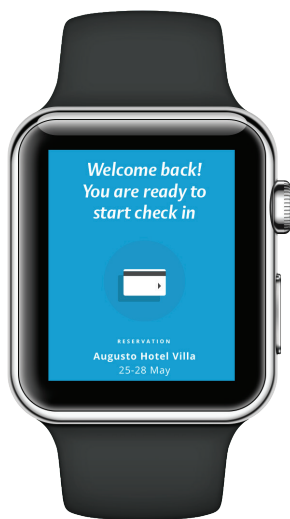 Welcome back!
You are ready to
start check in
RESERVATION
Augusto Hotel Villa
25-28 May